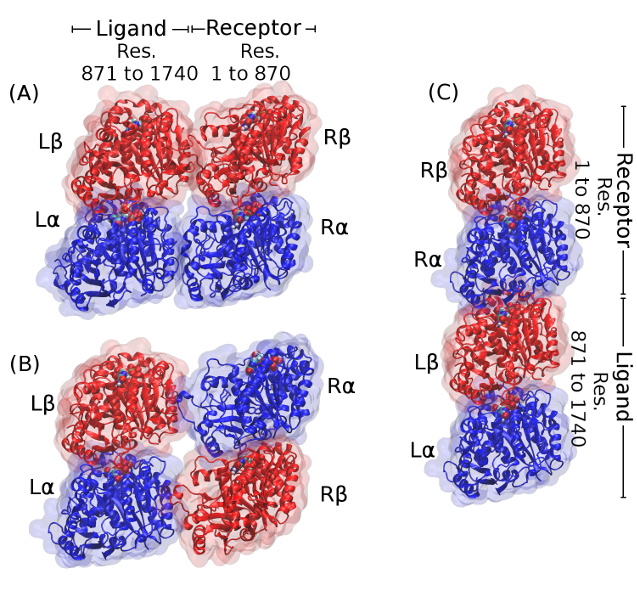 Ligand Receptor
Res. Res.
871 to 1740 1 to 870
(A)
Lβ Rβ
Lα Rα
(B)
Lβ Rα
Lα Rβ
(C)
Rβ
Rα
Lβ
Lα
Receptor
Res.
1 to 870
Ligand
Res.
871 to 1740